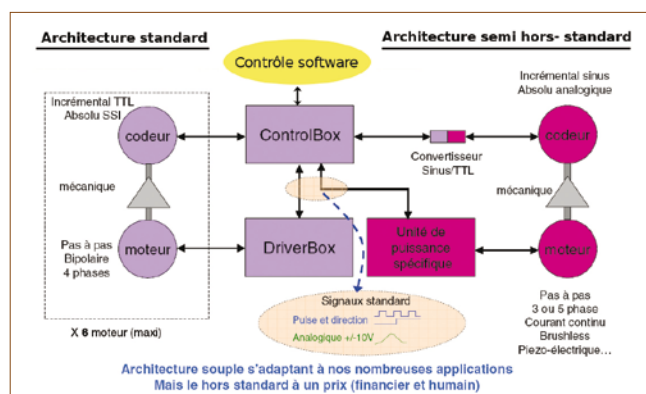 Architecture standard
Architecture semi hors- standard
Contrôle software
Incrémental TTL
Absolu SSI
codeur
mécanique
moteur
Pas à pas
Bipolaire
4 phases
X 6 moteur (maxi)
ControlBox
DriverBox
Convertisseur
Sinus/TTL
Unité de
puissance
spécifique
Incrémental sinus
Absolu analogique
codeur
mécanique
moteur
Pas à pas
3 ou 5 phase
Courant continu
Brushless
Piezo-électrique...
Signaux standard
Pulse et direction
Analogique +/-10V
Architecture souple s'adaptant à nos nombreuses applications
Mais le hors standard à un prix (financier et humain)